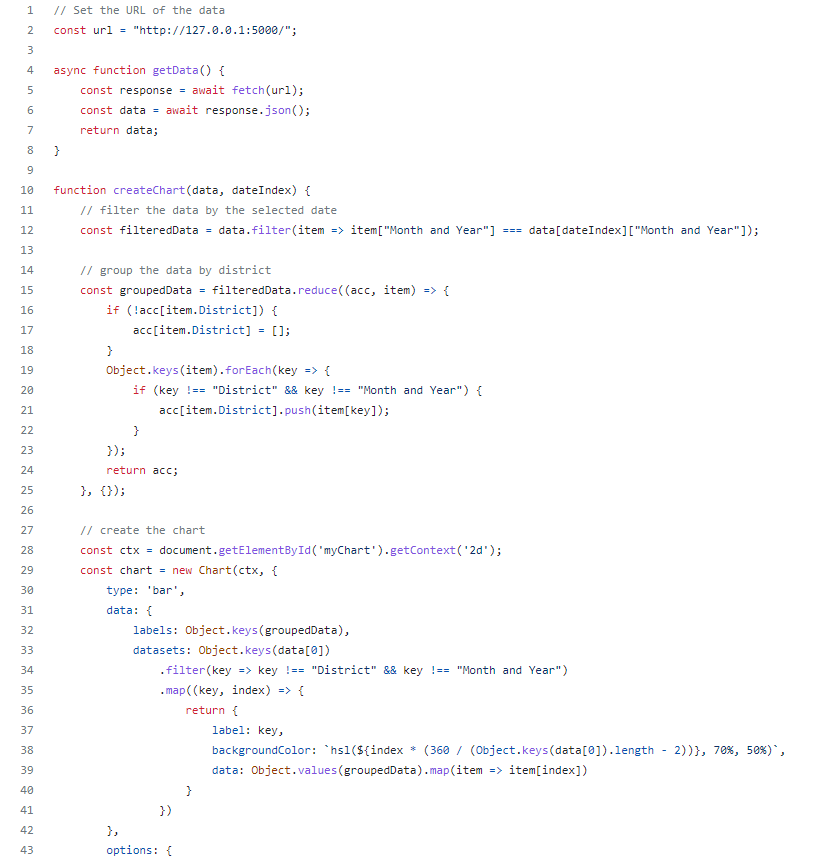 1 // Set the URL of the data
2 const url = "http://127.0.0.1:5000/";
3
4 async function getData() {
5     const response = await fetch(url);
6     const data = await response.json();
7     return data;
8 }
9
10 function createChart(data, dateIndex) {
11     // filter the data by the selected date
12     const filteredData = data.filter(item => item["Month and Year"] === data[dateIndex]["Month and Year"]);
13
14     // group the data by district
15     const groupedData = filteredData.reduce((acc, item) => {
16         if (!acc[item.District]) {
17             acc[item.District] = [];
18         }
19         Object.keys(item).forEach(key => {
20             if (key !== "District" && key !== "Month and Year") {
21                 acc[item.District].push(item[key]);
22             }
23         });
24         return acc;
25     }, {});
26
27     // create the chart
28     const ctx = document.getElementById('myChart').getContext('2d');
29     const chart = new Chart(ctx, {
30         type: 'bar',
31         data: {
32             labels: Object.keys(groupedData),
33             datasets: Object.keys(data[0])
34                 .filter(key => key !== "District" && key !== "Month and Year")
35                 .map((key, index) => {
36                     return {
37                         label: key,
38                         backgroundColor: `hsl(${index * (360 / (Object.keys(data[0]).length - 2))}, 70%, 50%)`,
39                         data: Object.values(groupedData).map(item => item[index])
40                     }
41                 })
42         },
43         options: {